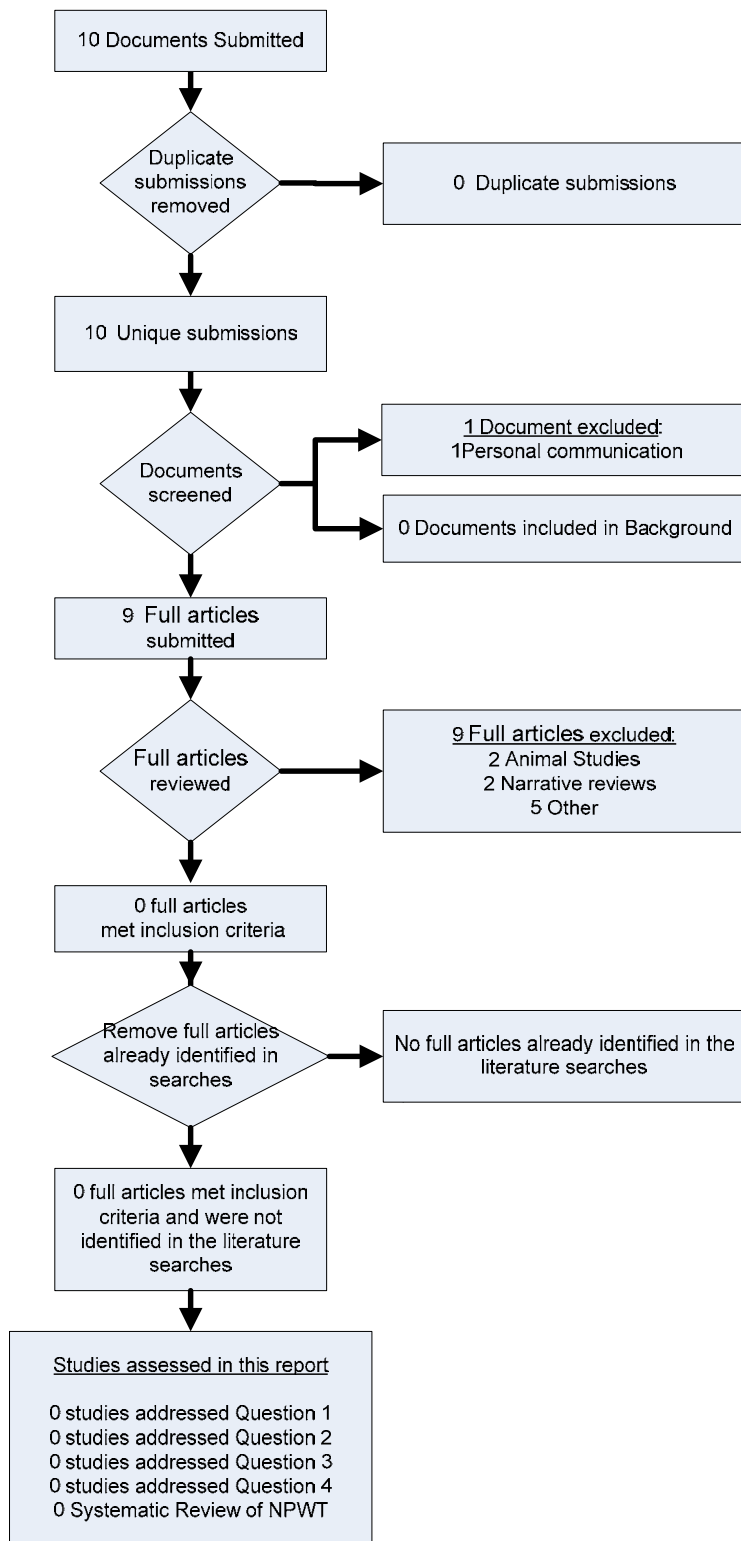 10 Documents Submitted
Duplicate
submissions
removed
0 Duplicate submissions
10 Unique submissions
Documents
screened
1 Document excluded:
1Personal communication
0 Documents included in Background
9 Full articles
submitted
Full articles
reviewed
9 Full articles excluded:
2 Animal Studies
2 Narrative reviews
5 Other
0 full articles
met inclusion criteria
Remove full articles
already identified in
searches
No full articles already identified in the
literature searches
0 full articles met inclusion
criteria and were not
identified in the literature
searches
Studies assessed in this report
0 studies addressed Question 1
0 studies addressed Question 2
0 studies addressed Question 3
0 studies addressed Question 4
0 Systematic Review of NPWT